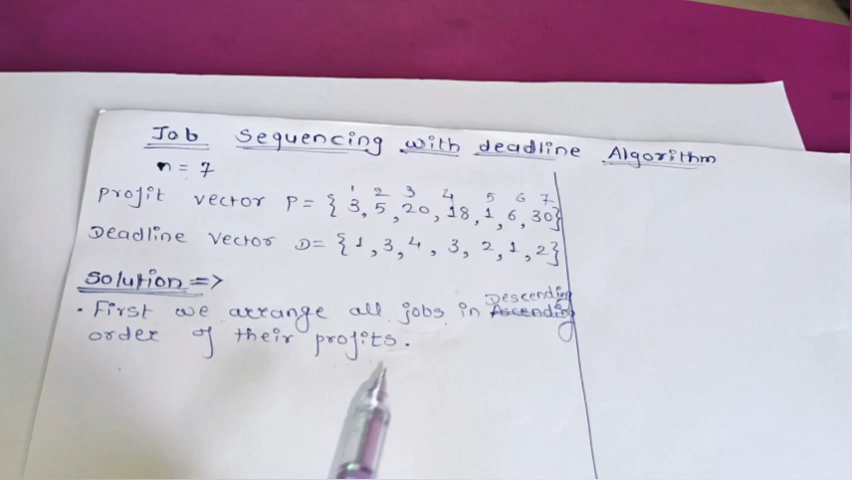 Job Sequencing with deadline Algorithm
n = 7
1 2 3 4 5 6 7
Profit vector P = { 3, 5, 20, 18, 1, 6, 30}
Deadline vector D= { 1, 3, 4, 3, 2, 1, 2}
Solution =>
Descending
• First we arrange all jobs in Ascending
order of their profits.